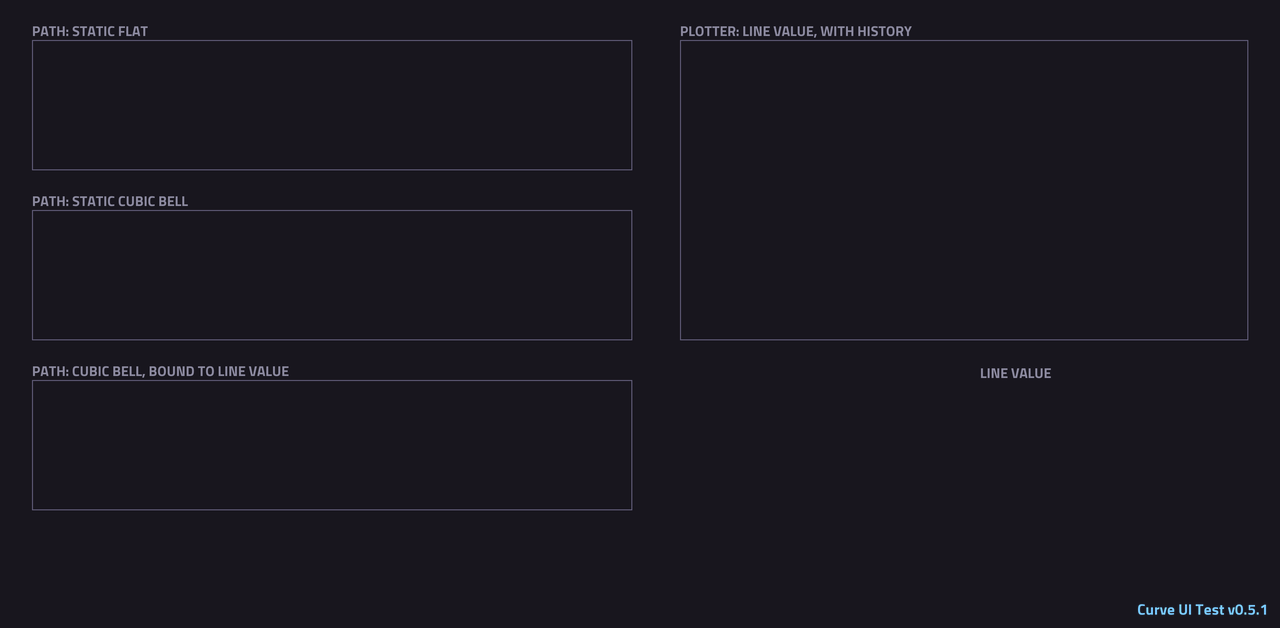 PATH: STATIC FLAT
PLOTTER: LINE VALUE, WITH HISTORY
PATH: STATIC CUBIC BELL
PATH: CUBIC BELL, BOUND TO LINE VALUE
LINE VALUE
Curve UI Test v0.5.1